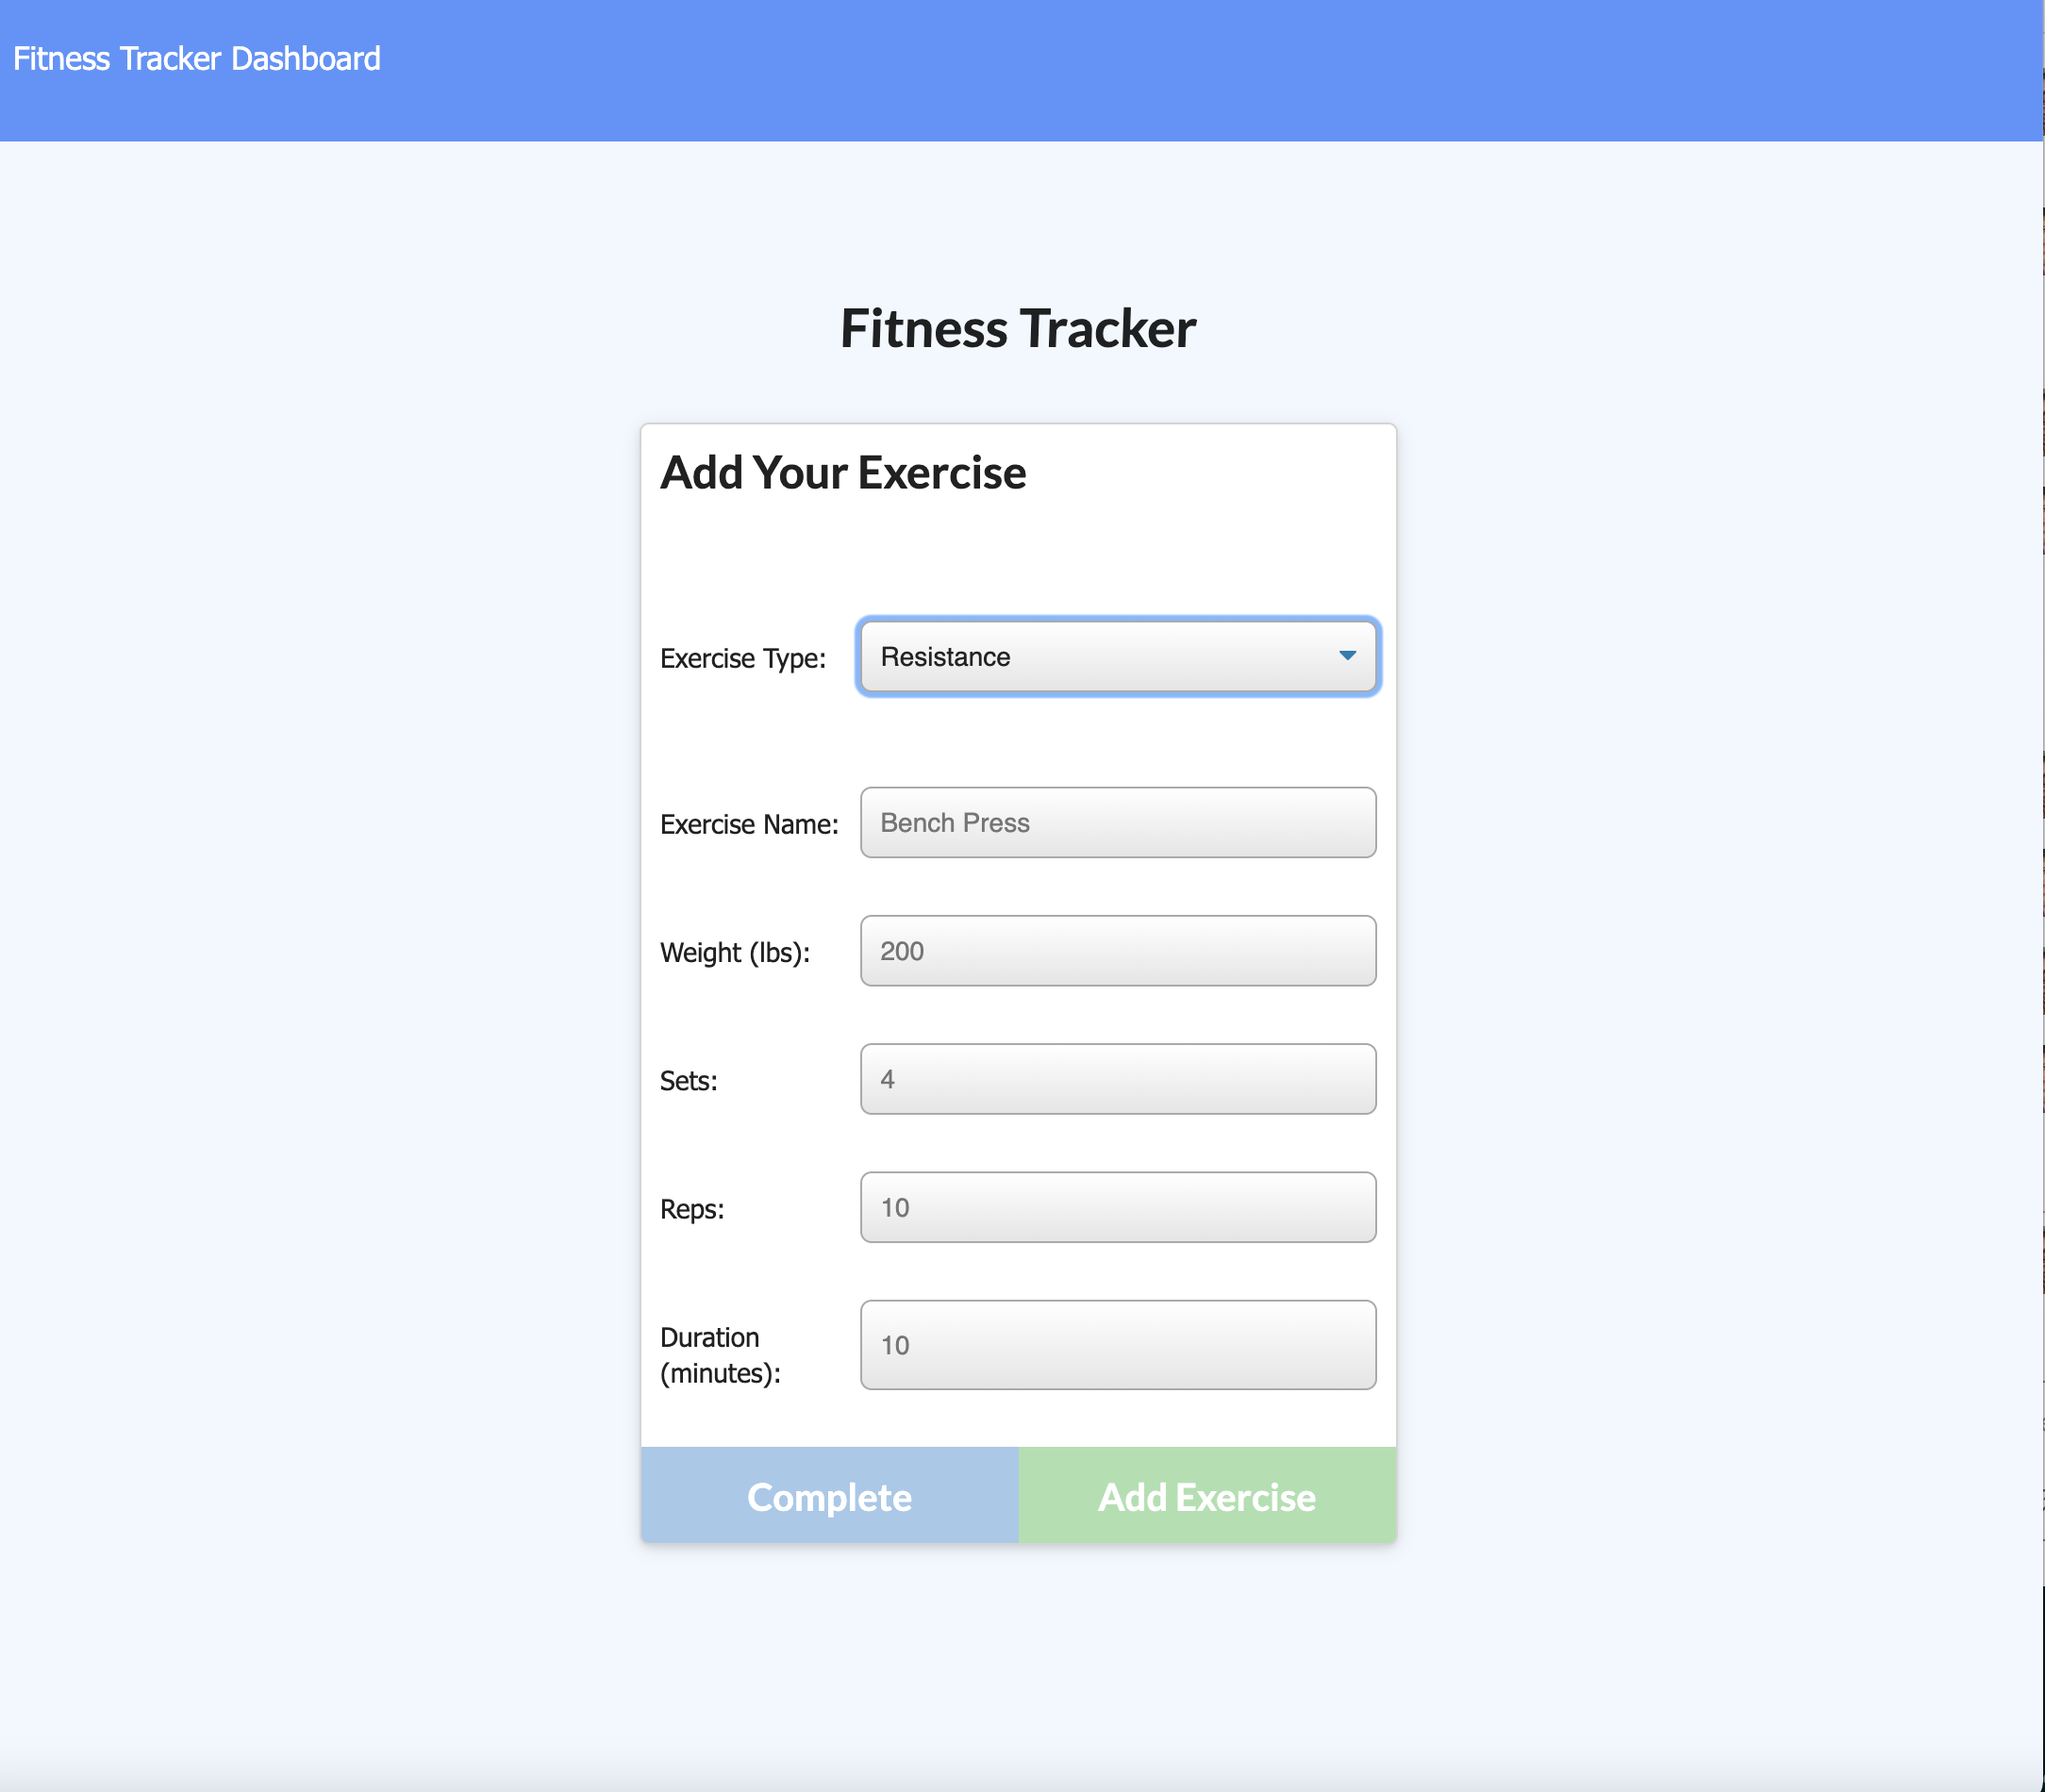 Fitness Tracker Dashboard
Fitness Tracker
Add Your Exercise
Exercise Type: Resistance
Exercise Name: Bench Press
Weight (lbs): 200
Sets: 4
Reps: 10
Duration
(minutes): 10
Complete Add Exercise